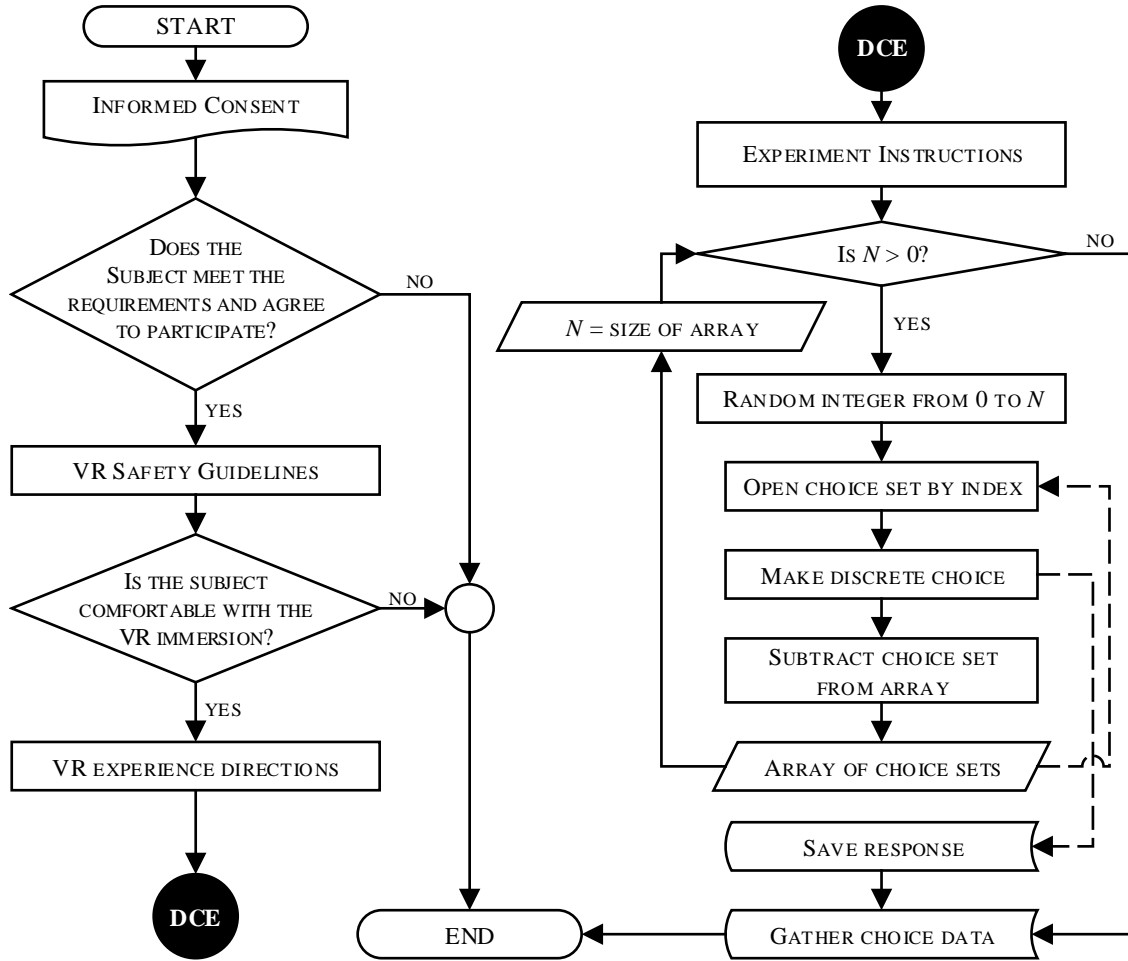 START
INFORMED CONSENT
DOES THE
SUBJECT MEET THE
REQUIREMENTS AND AGREE
TO PARTICIPATE?
NO
YES
VR SAFETY GUIDELINES
IS THE SUBJECT
COMFORTABLE WITH THE
VR IMMERSION?
NO
YES
VR EXPERIENCE DIRECTIONS
DCE
END
DCE
EXPERIMENT INSTRUCTIONS
IS N > 0?
NO
N = SIZE OF ARRAY
YES
RANDOM INTEGER FROM 0 TO N
OPEN CHOICE SET BY INDEX
MAKE DISCRETE CHOICE
SUBTRACT CHOICE SET
FROM ARRAY
ARRAY OF CHOICE SETS
SAVE RESPONSE
GATHER CHOICE DATA